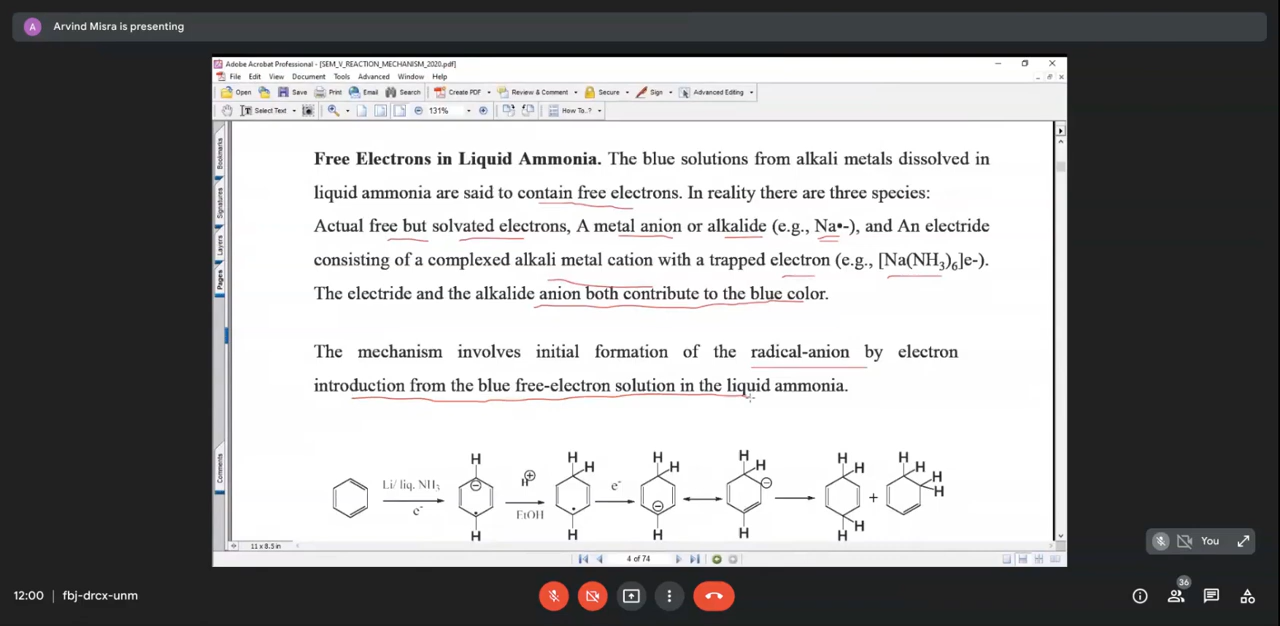 A Arvind Misra is presenting
Adobe Acrobat Professional - [SEM_V_REACTION_MECHANISM_2020.pdf]
File Edit View Document Tools Advanced Window Help
Open Save Print Email Search Create PDF Review & Comment Secure Sign Advanced Editing
Select Text 131% How To..?
Bookmarks
Signatures
Layers
Pages
Comments
Free Electrons in Liquid Ammonia. The blue solutions from alkali metals dissolved in
liquid ammonia are said to contain free electrons. In reality there are three species:
Actual free but solvated electrons, A metal anion or alkalide (e.g., Na•-), and An electride
consisting of a complexed alkali metal cation with a trapped electron (e.g., [Na(NH3)6]e-).
The electride and the alkalide anion both contribute to the blue color.
The mechanism involves initial formation of the radical-anion by electron
introduction from the blue free-electron solution in the liquid ammonia.
H H H H H H H H H H H
Li/ liq. NH3 H⊕ e- ⊖ ⊖ + H H
e- EtOH
H H H H H H
11 x 8.5 in
4 of 74
You
12:00 | fbj-drcx-unm
36